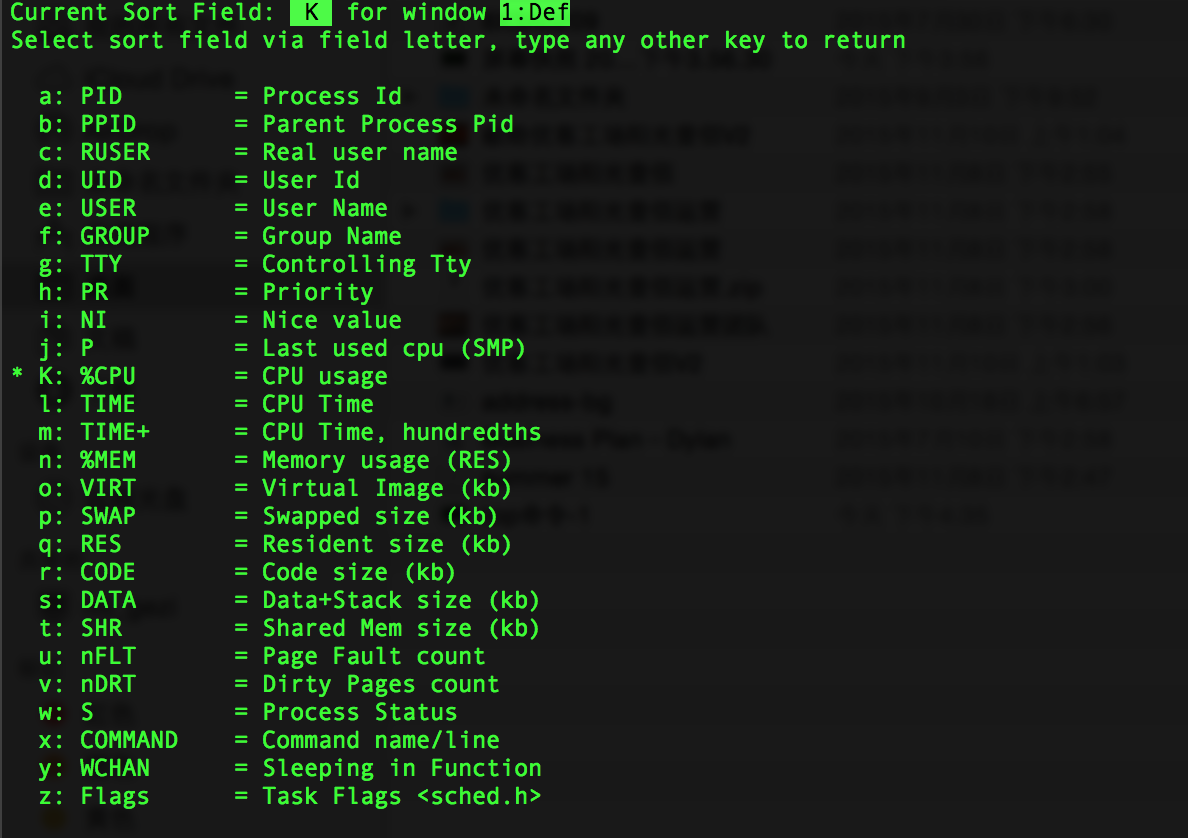 Current Sort Field:  K  for window 1:Def
Select sort field via field letter, type any other key to return
a: PID = Process Id
b: PPID = Parent Process Pid
c: RUSER = Real user name
d: UID = User Id
e: USER = User Name
f: GROUP = Group Name
g: TTY = Controlling Tty
h: PR = Priority
i: NI = Nice value
j: P = Last used cpu (SMP)
* K: %CPU = CPU usage
l: TIME = CPU Time
m: TIME+ = CPU Time, hundredths
n: %MEM = Memory usage (RES)
o: VIRT = Virtual Image (kb)
p: SWAP = Swapped size (kb)
q: RES = Resident size (kb)
r: CODE = Code size (kb)
s: DATA = Data+Stack size (kb)
t: SHR = Shared Mem size (kb)
u: nFLT = Page Fault count
v: nDRT = Dirty Pages count
w: S = Process Status
x: COMMAND = Command name/line
y: WCHAN = Sleeping in Function
z: Flags = Task Flags <sched.h>